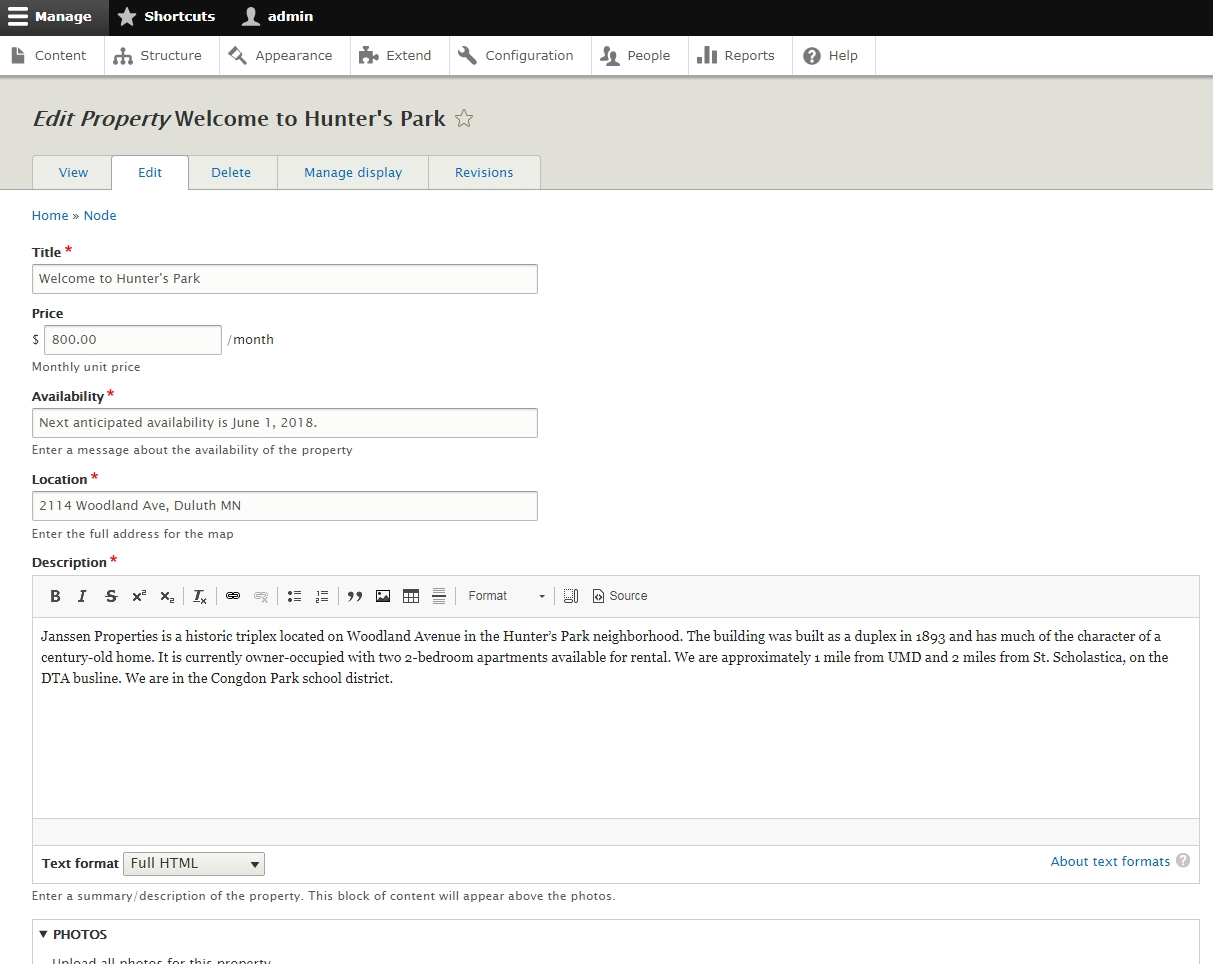 Manage Shortcuts admin
Content Structure Appearance Extend Configuration People Reports Help
Edit Property Welcome to Hunter's Park
View Edit Delete Manage display Revisions
Home » Node
Title *
Welcome to Hunter's Park
Price
$ 800.00 /month
Monthly unit price
Availability *
Next anticipated availability is June 1, 2018.
Enter a message about the availability of the property
Location *
2114 Woodland Ave, Duluth MN
Enter the full address for the map
Description *
Format Source
Janssen Properties is a historic triplex located on Woodland Avenue in the Hunter’s Park neighborhood. The building was built as a duplex in 1893 and has much of the character of a
century-old home. It is currently owner-occupied with two 2-bedroom apartments available for rental. We are approximately 1 mile from UMD and 2 miles from St. Scholastica, on the
DTA busline. We are in the Congdon Park school district.
Text format Full HTML About text formats ?
Enter a summary/description of the property. This block of content will appear above the photos.
PHOTOS
Upload all photos for this property